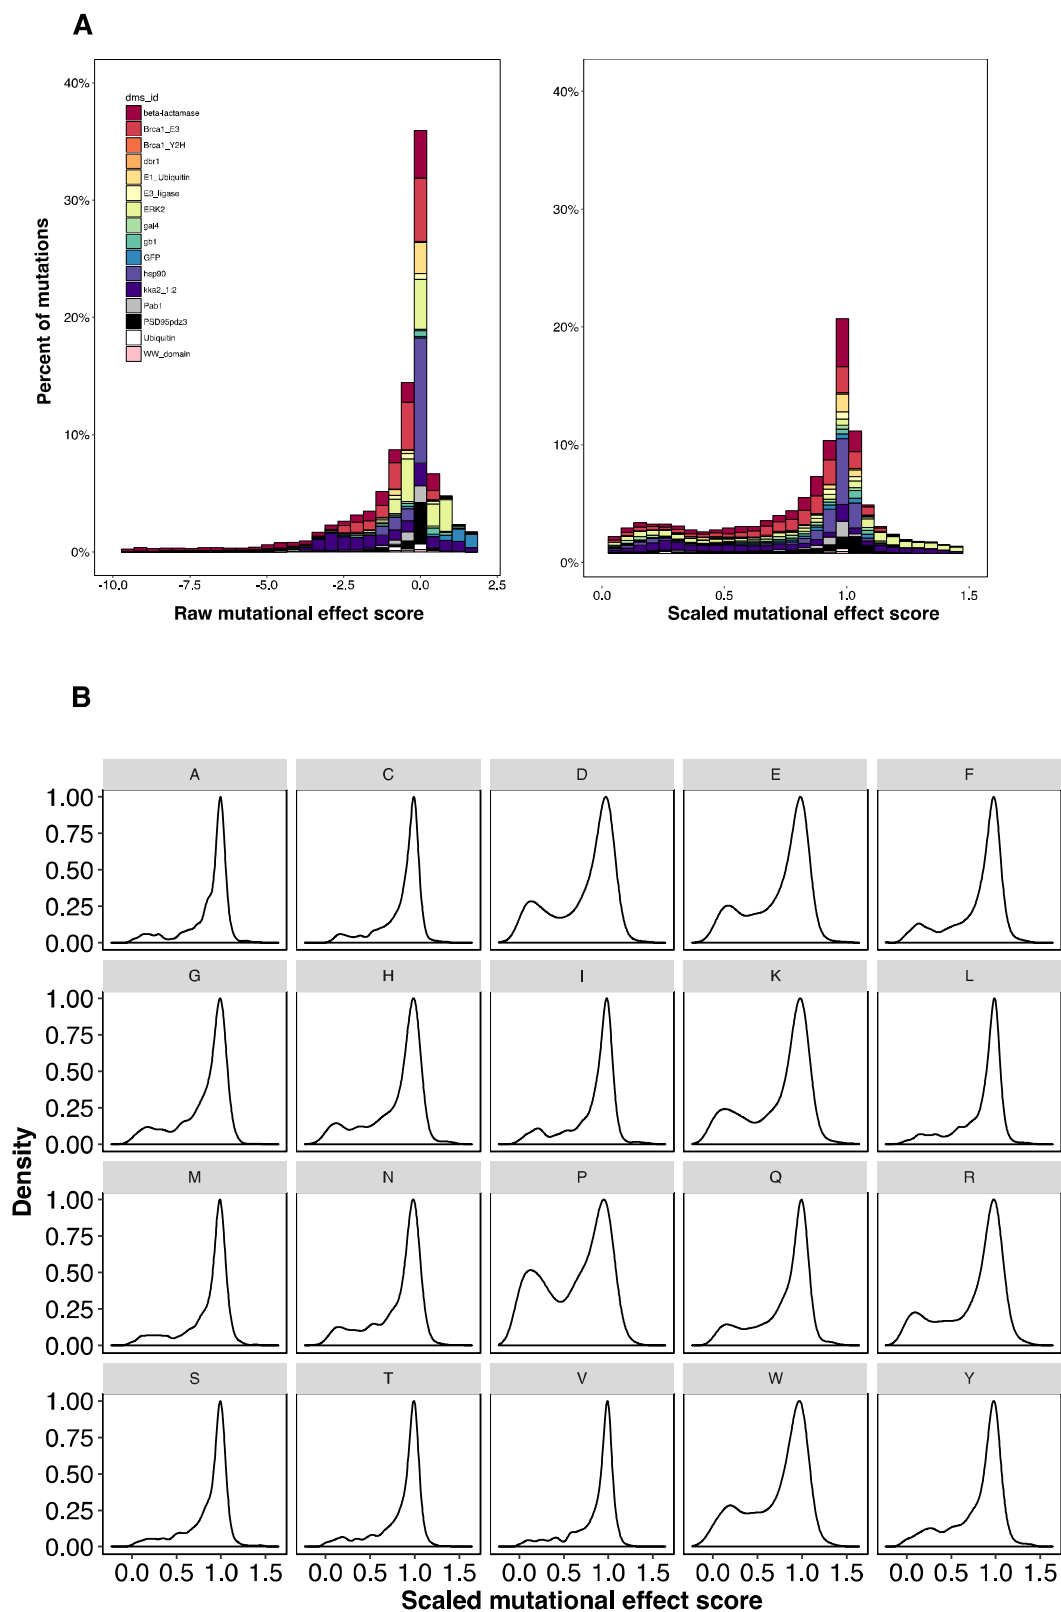 A
dms_id
beta-lactamase
Brca1_E3
Brca1_Y2H
dbr1
E1_Ubiquitin
E3_ligase
ERK2
gal4
gb1
GFP
hsp90
kka2_1:2
Pab1
PSD95pdz3
Ubiquitin
WW_domain
Percent of mutations
40%
30%
20%
10%
0%
-10.0 -7.5 -5.0 -2.5 0.0 2.5
Raw mutational effect score
40%
30%
20%
10%
0%
0.0 0.5 1.0 1.5
Scaled mutational effect score
B
A C D E F
1.00
0.75
0.50
0.25
0.00
G H I K L
1.00
0.75
0.50
0.25
0.00
Density
M N P Q R
1.00
0.75
0.50
0.25
0.00
S T V W Y
1.00
0.75
0.50
0.25
0.00
0.0 0.5 1.0 1.5 0.0 0.5 1.0 1.5 0.0 0.5 1.0 1.5 0.0 0.5 1.0 1.5 0.0 0.5 1.0 1.5
Scaled mutational effect score